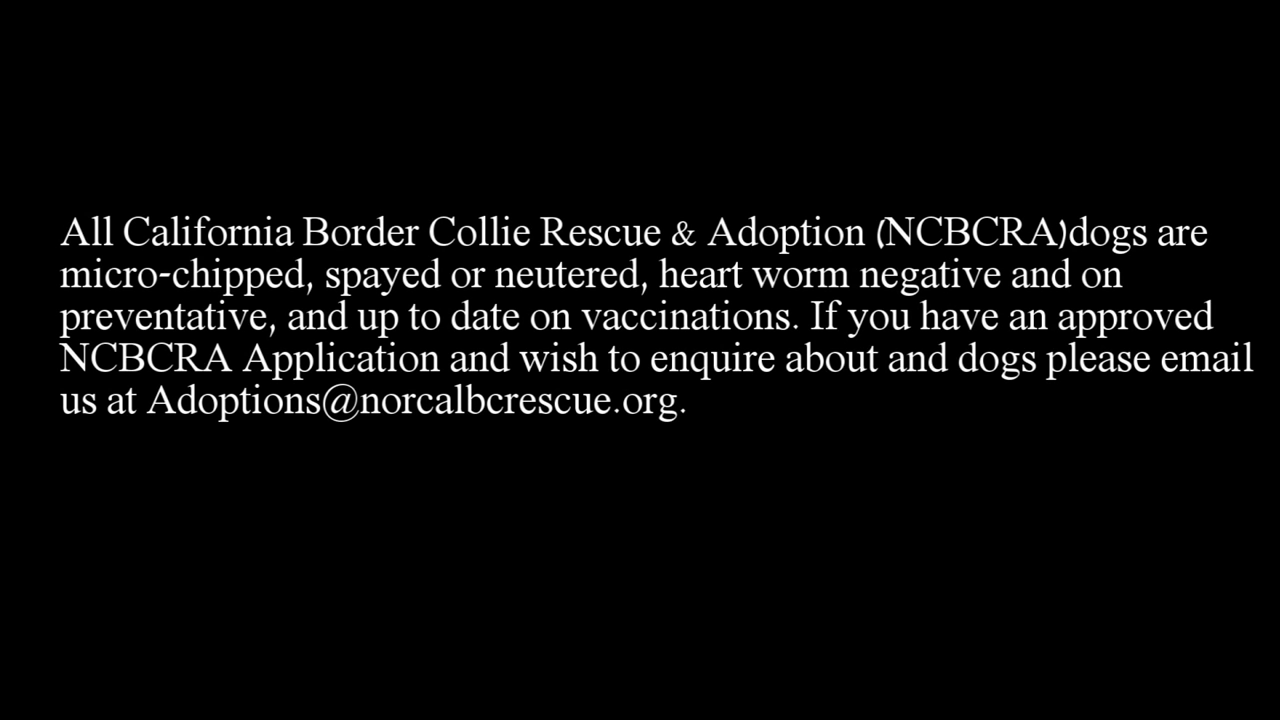 All California Border Collie Rescue & Adoption (NCBCRA)dogs are
micro-chipped, spayed or neutered, heart worm negative and on
preventative, and up to date on vaccinations. If you have an approved
NCBCRA Application and wish to enquire about and dogs please email
us at Adoptions@norcalbcrescue.org.